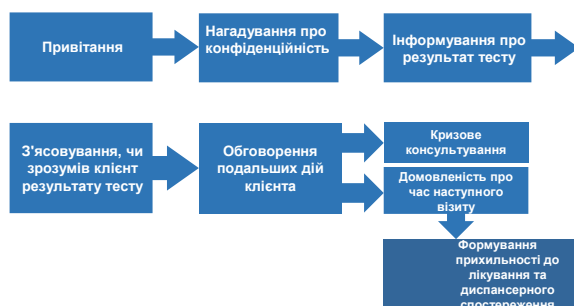 Привітання
Нагадування про
конфіденційність
Інформування про
результат тесту
З'ясовування, чи
зрозумів клієнт
результату тесту
Обговорення
подальших дій
клієнта
Кризове
консультування
Домовленість про
час наступного
візиту
Формування
прихильності до
лікування та
диспансерного
спостереження